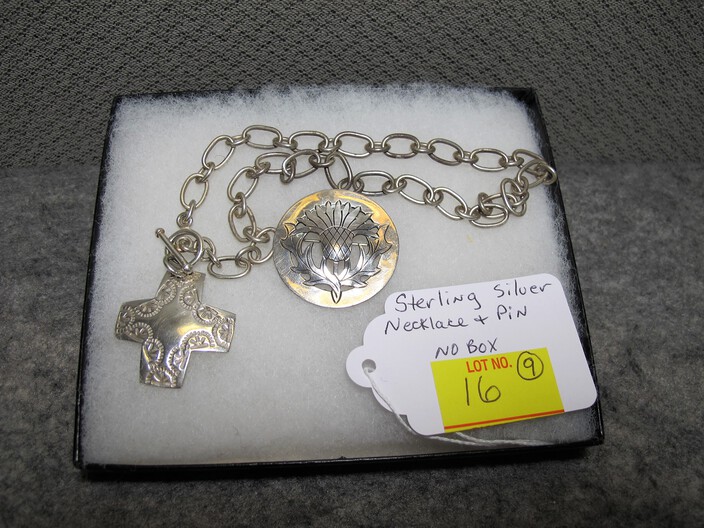 Sterling Silver
Necklace + Pin
NO BOX
LOT NO. 9
16